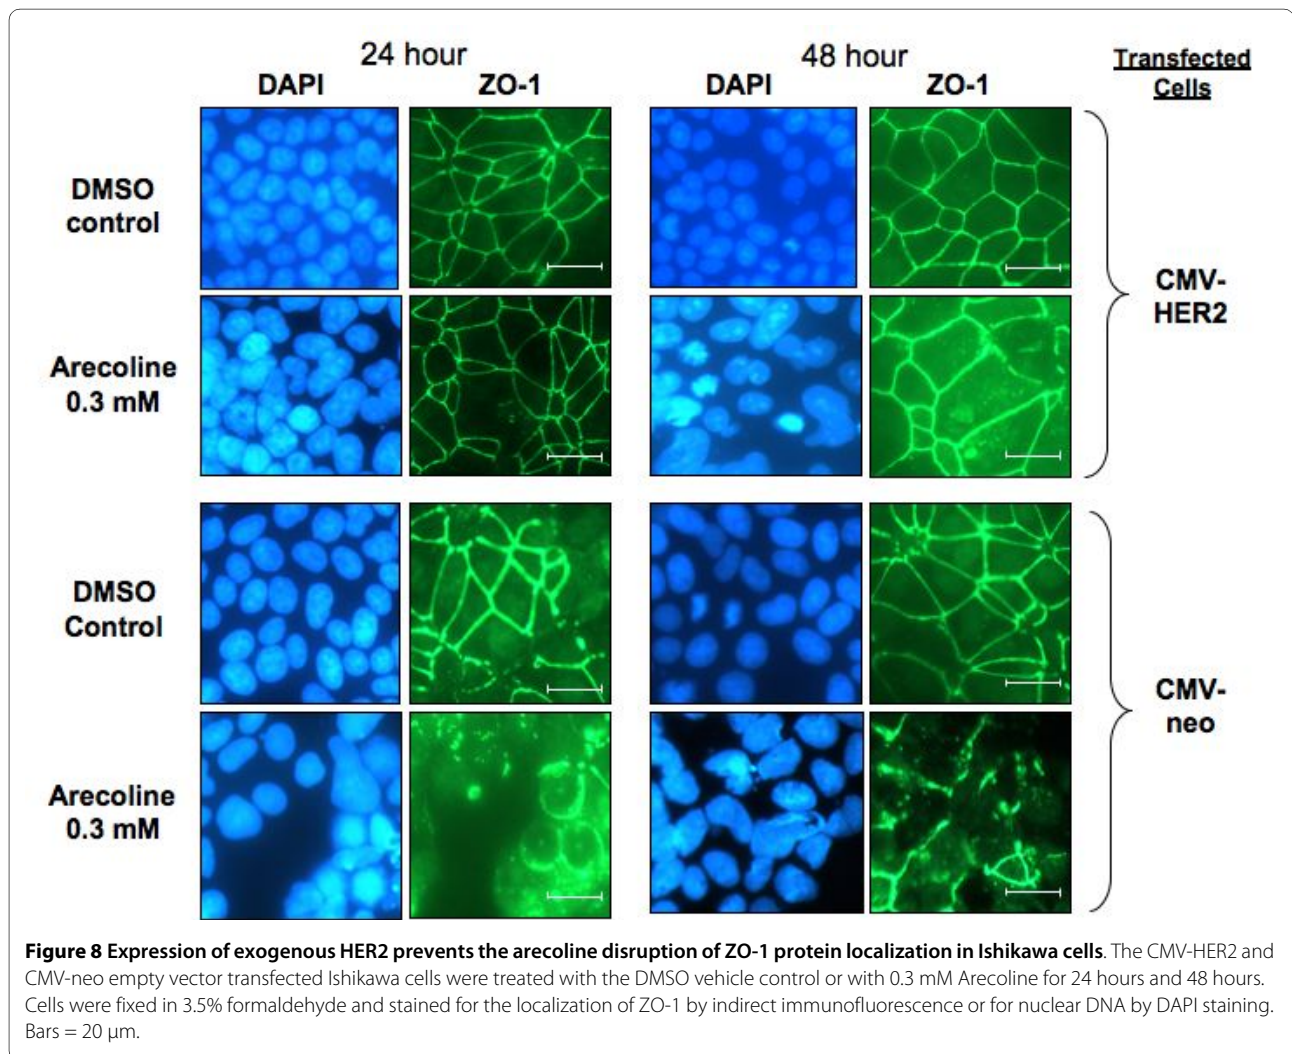 24 hour
48 hour
Transfected
Cells
DAPI
ZO-1
DAPI
ZO-1
DMSO
control
Arecoline
0.3 mM
CMV-
HER2
DMSO
Control
Arecoline
0.3 mM
CMV-
neo
Figure 8 Expression of exogenous HER2 prevents the arecoline disruption of ZO-1 protein localization in Ishikawa cells. The CMV-HER2 and
CMV-neo empty vector transfected Ishikawa cells were treated with the DMSO vehicle control or with 0.3 mM Arecoline for 24 hours and 48 hours.
Cells were fixed in 3.5% formaldehyde and stained for the localization of ZO-1 by indirect immunofluorescence or for nuclear DNA by DAPI staining.
Bars = 20 μm.